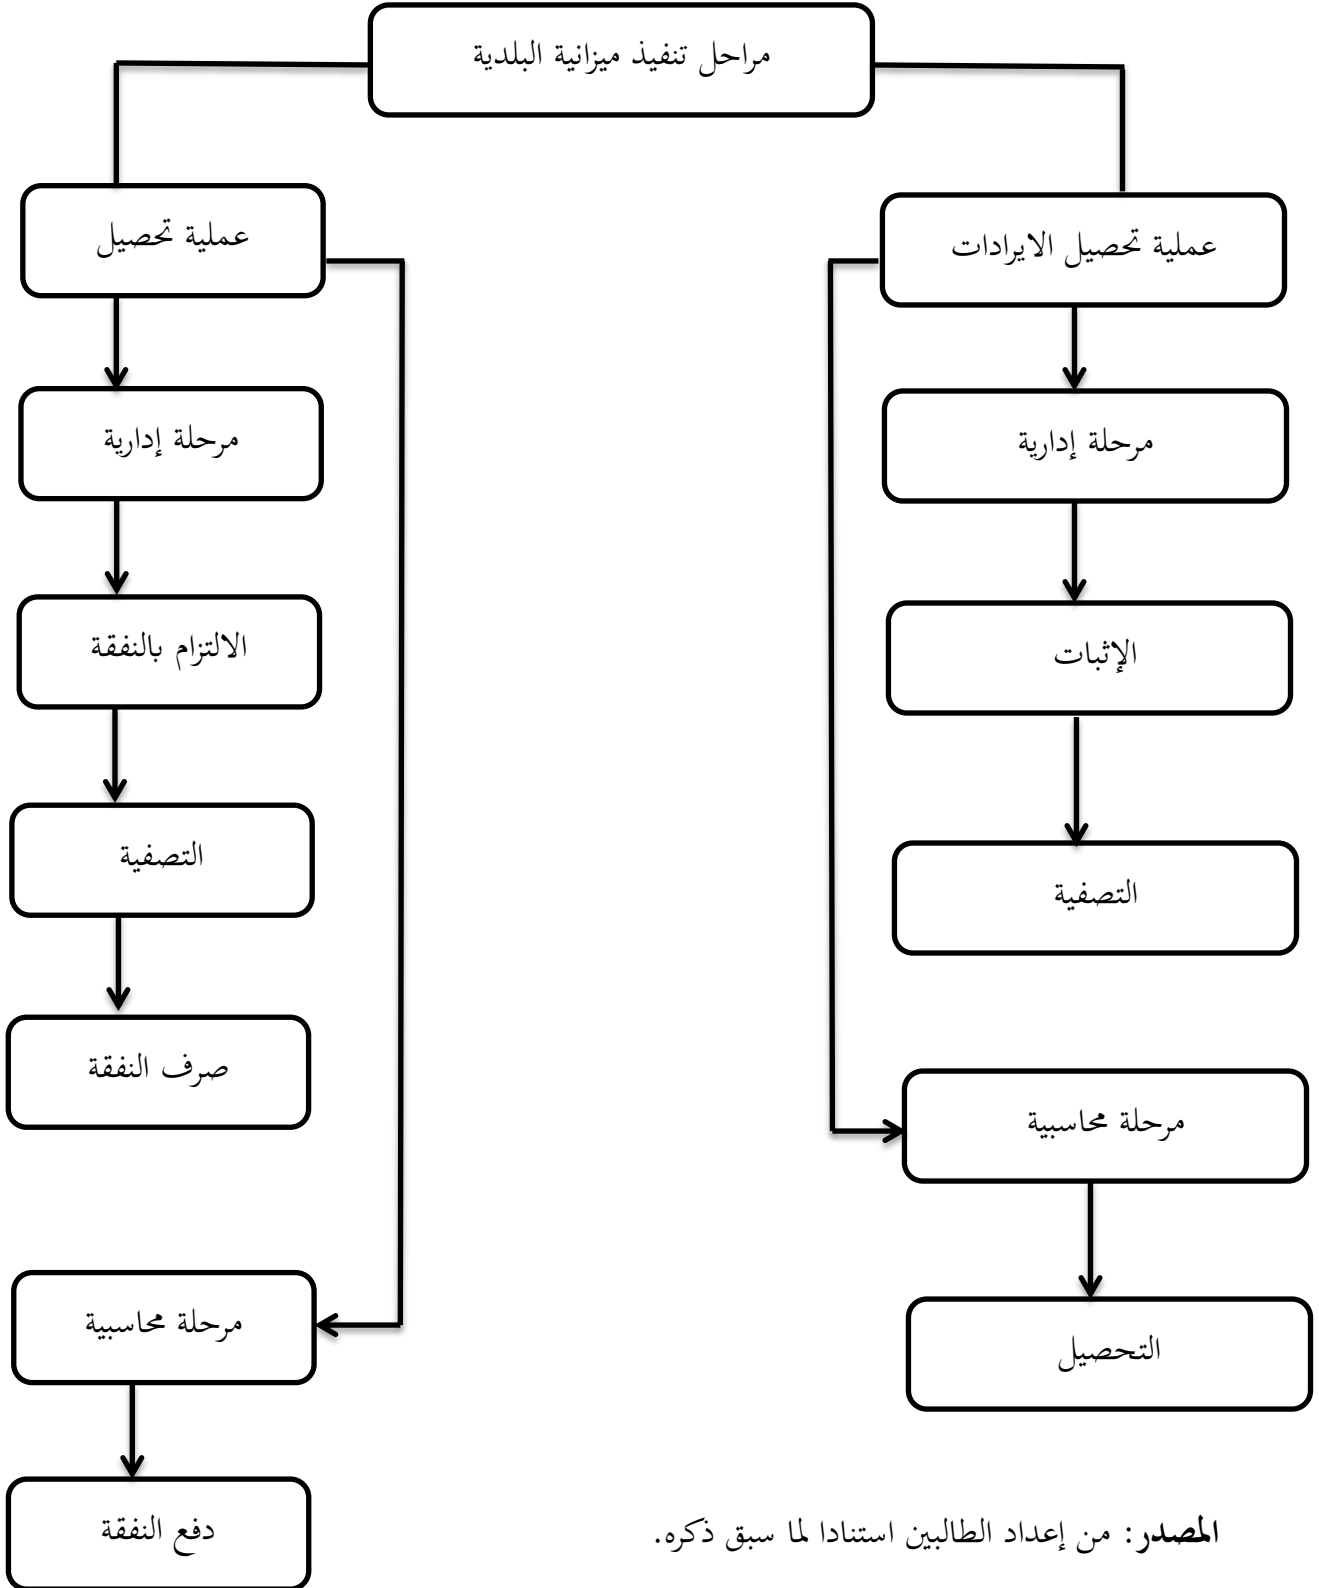 مراحل تنفيذ ميزانية البلدية
عملية تحصيل الايرادات
مرحلة إدارية
الإثبات
التصفية
مرحلة محاسبية
التحصيل
عملية تحصيل
مرحلة إدارية
الالتزام بالنفقة
التصفية
صرف النفقة
مرحلة محاسبية
دفع النفقة
المصدر: من إعداد الطالبين استنادا لما سبق ذكره.